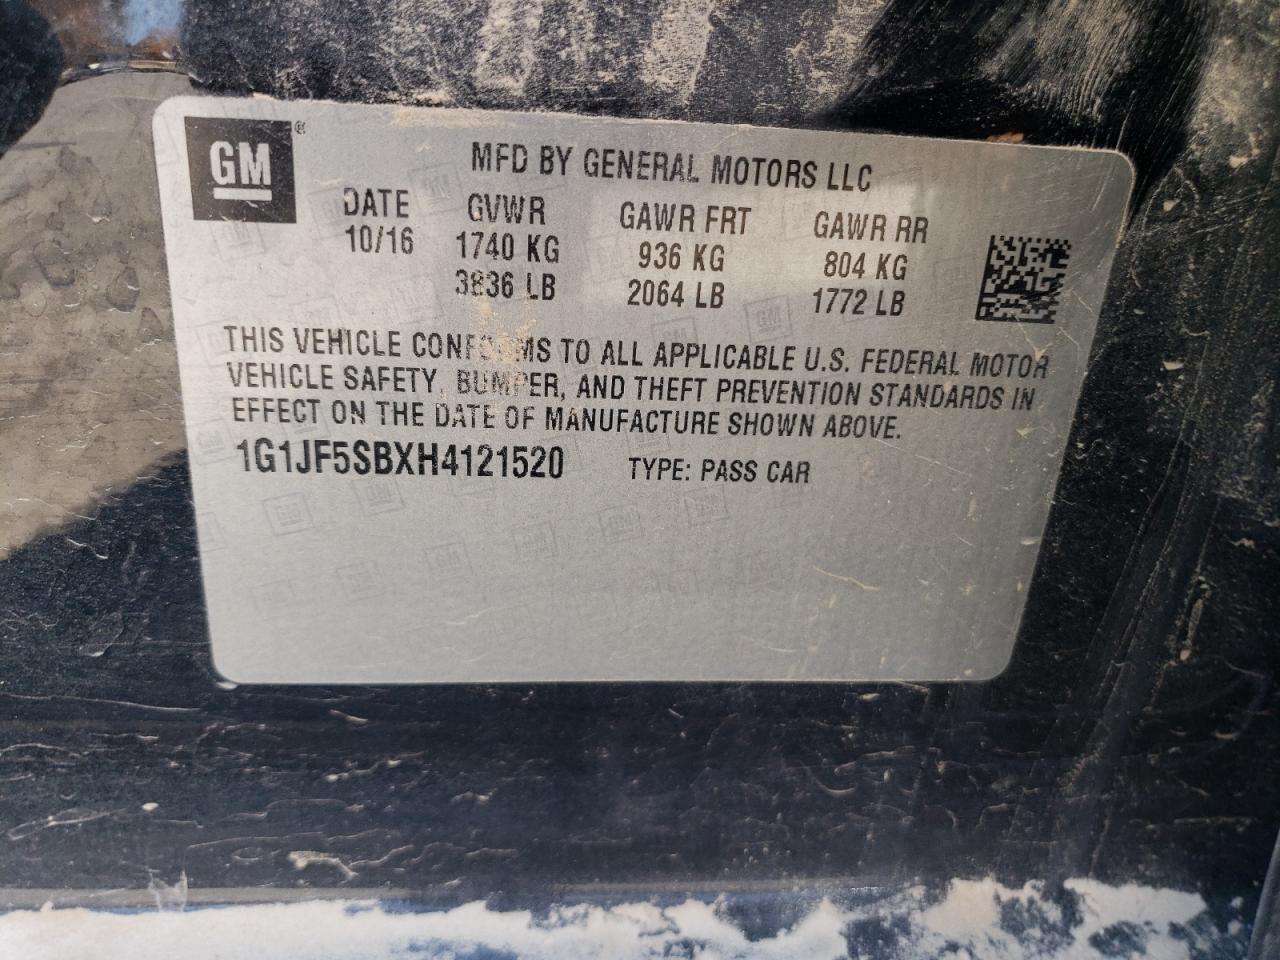 GM ®
MFD BY GENERAL MOTORS LLC
DATE GVWR GAWR FRT GAWR RR
10/16 1740 KG 936 KG 804 KG
3836 LB 2064 LB 1772 LB
THIS VEHICLE CONFORMS TO ALL APPLICABLE U.S. FEDERAL MOTOR
VEHICLE SAFETY, BUMPER, AND THEFT PREVENTION STANDARDS IN
EFFECT ON THE DATE OF MANUFACTURE SHOWN ABOVE.
1G1JF5SBXH4121520 TYPE: PASS CAR